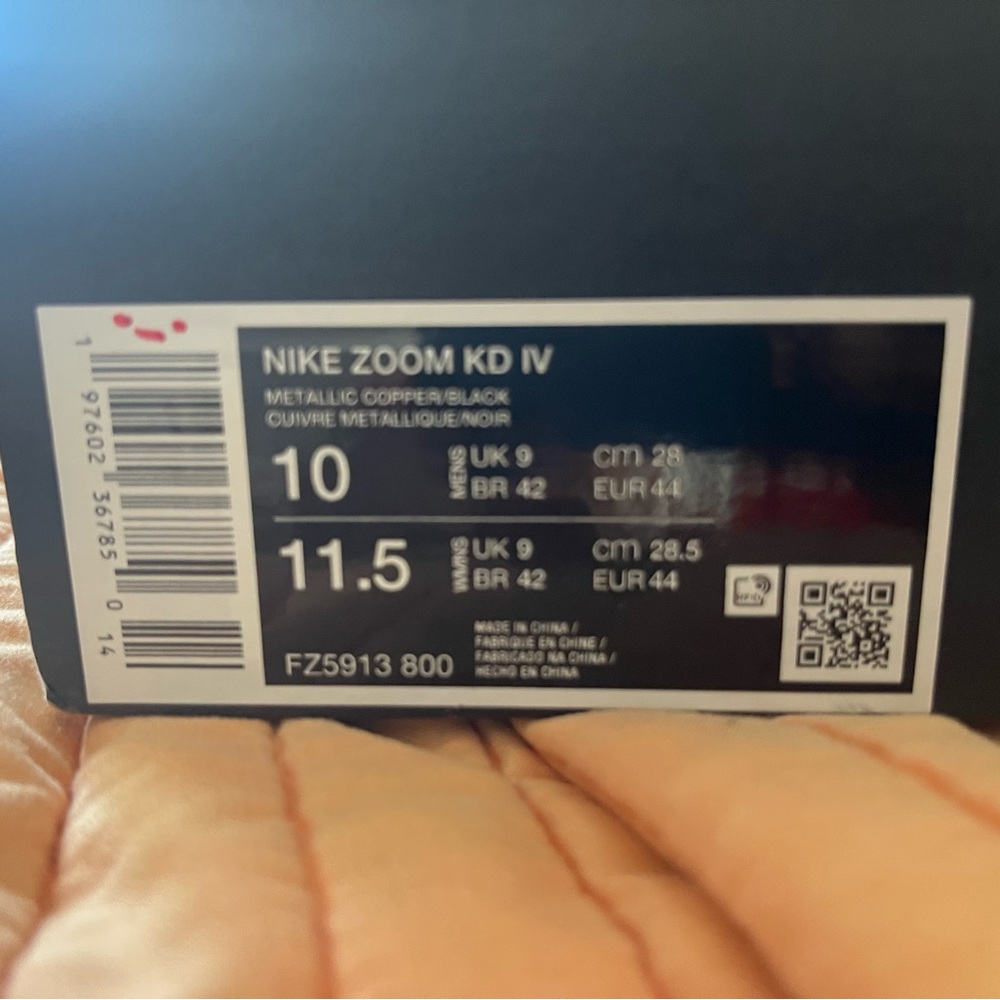 NIKE ZOOM KD IV
METALLIC COPPER/BLACK
CUIVRE METALLIQUE/NOIR
10 MENS UK 9 cm 28
BR 42 EUR 44
11.5 WMNS UK 9 cm 28.5
BR 42 EUR 44
RFID
FZ5913 800
MADE IN CHINA /
FABRIQUE EN CHINE /
FABRICADO NA CHINA /
HECHO EN CHINA
1 97602 36785 0 14